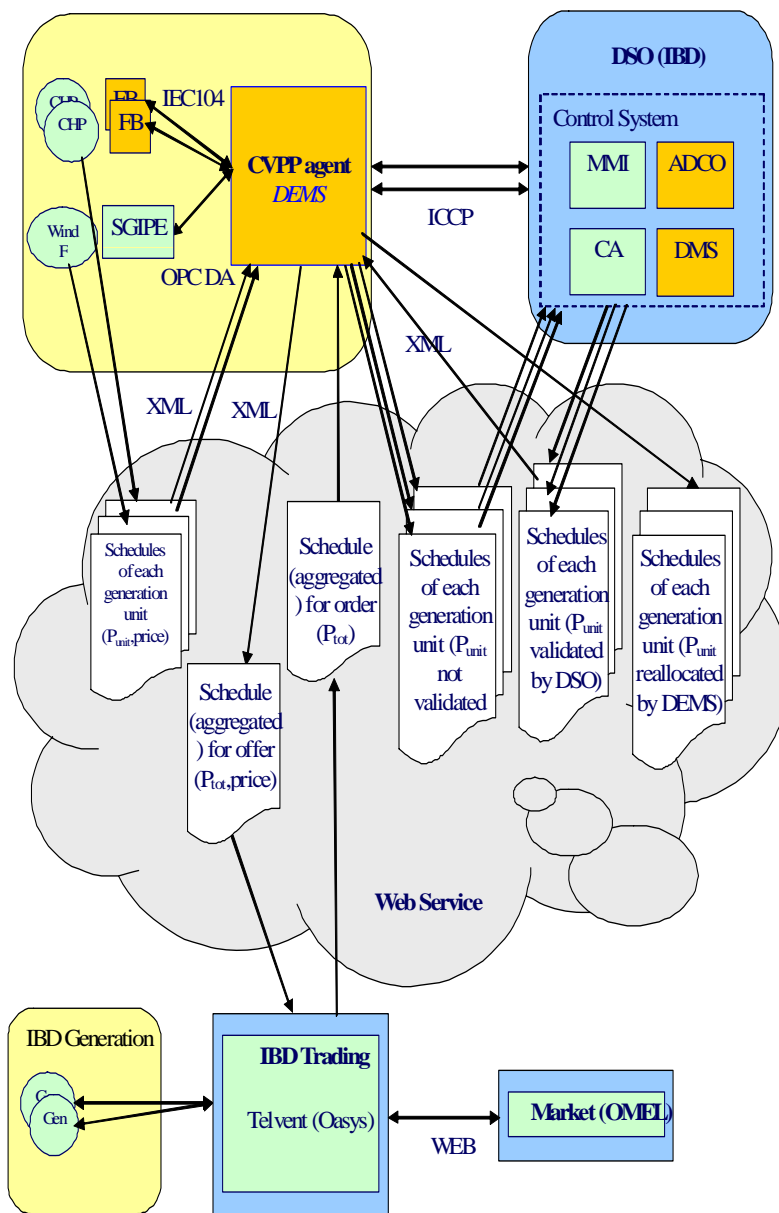 DSO (IBD)
Control System
MMI
ADCO
CA
DMS
CHP
CHP
FB
FB
IEC104
CVPP agent
DEMS
ICCP
Wind
F
SGIPE
OPC DA
XML
XML
XML
Schedules
of each
generation
unit
(Punit,price)
Schedule
(aggregated
) for order
(Ptot)
Schedules
of each
generation
unit (Punit
not
validated
Schedules
of each
generation
unit (Punit
validated
by DSO)
Schedules
of each
generation
unit (Punit
reallocated
by DEMS)
Schedule
(aggregated
) for offer
(Ptot,price)
Web Service
IBD Generation
Gen
IBD Trading
Telvent (Oasys)
WEB
Market (OMEL)